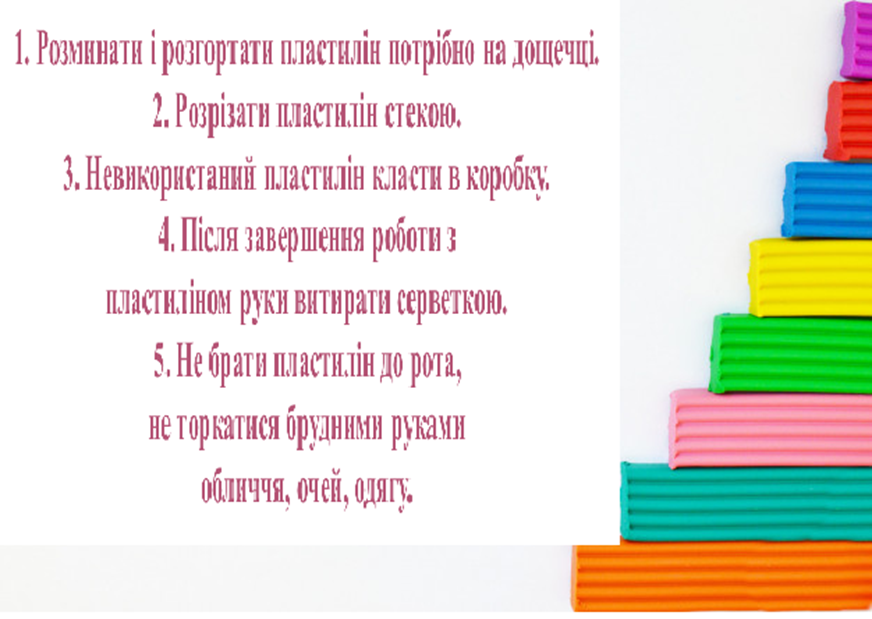 1. Розминати і розгортати пластилін потрібно на дощечці.
2. Розрізати пластилін стекою.
3. Невикористаний пластилін класти в коробку.
4. Після завершення роботи з
пластиліном руки витирати серветкою.
5. Не брати пластилін до рота,
не торкатися брудними руками
обличчя, очей, одягу.